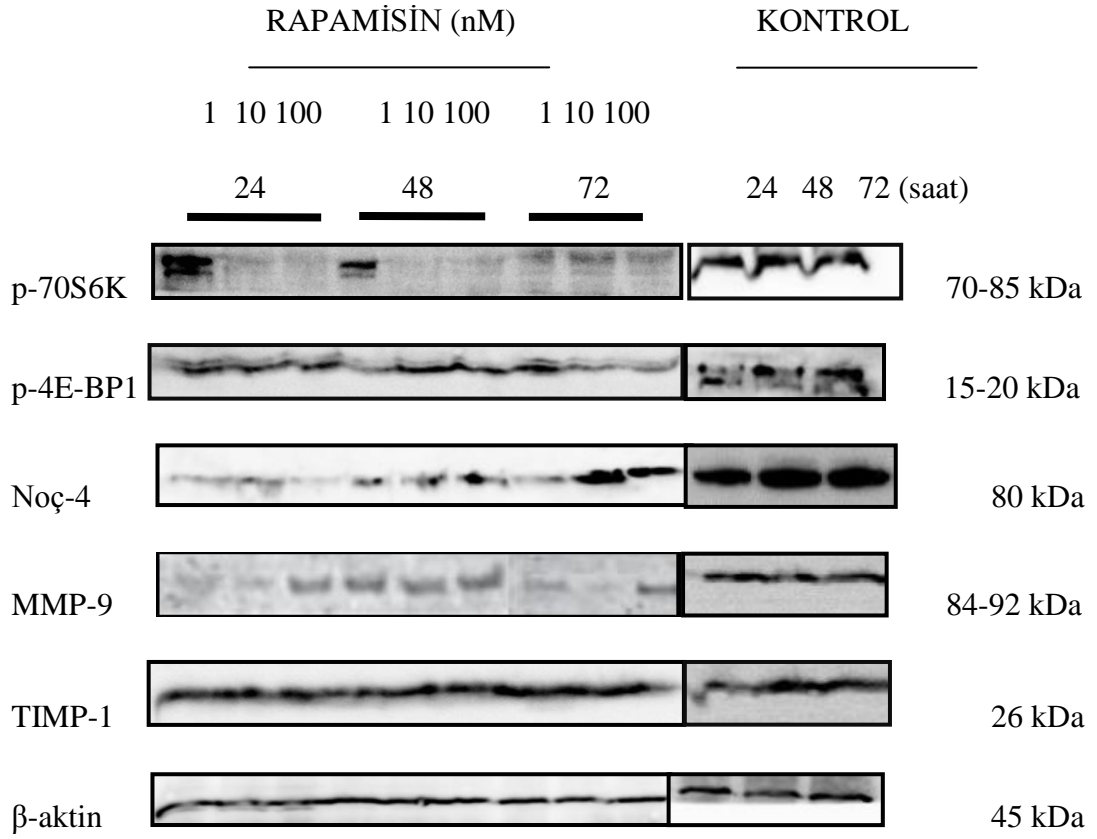 RAPAMİSİN (nM) KONTROL
1 10 100 1 10 100 1 10 100
24 48 72 24 48 72 (saat)
p-70S6K 70-85 kDa
p-4E-BP1 15-20 kDa
Noç-4 80 kDa
MMP-9 84-92 kDa
TIMP-1 26 kDa
β-aktin 45 kDa